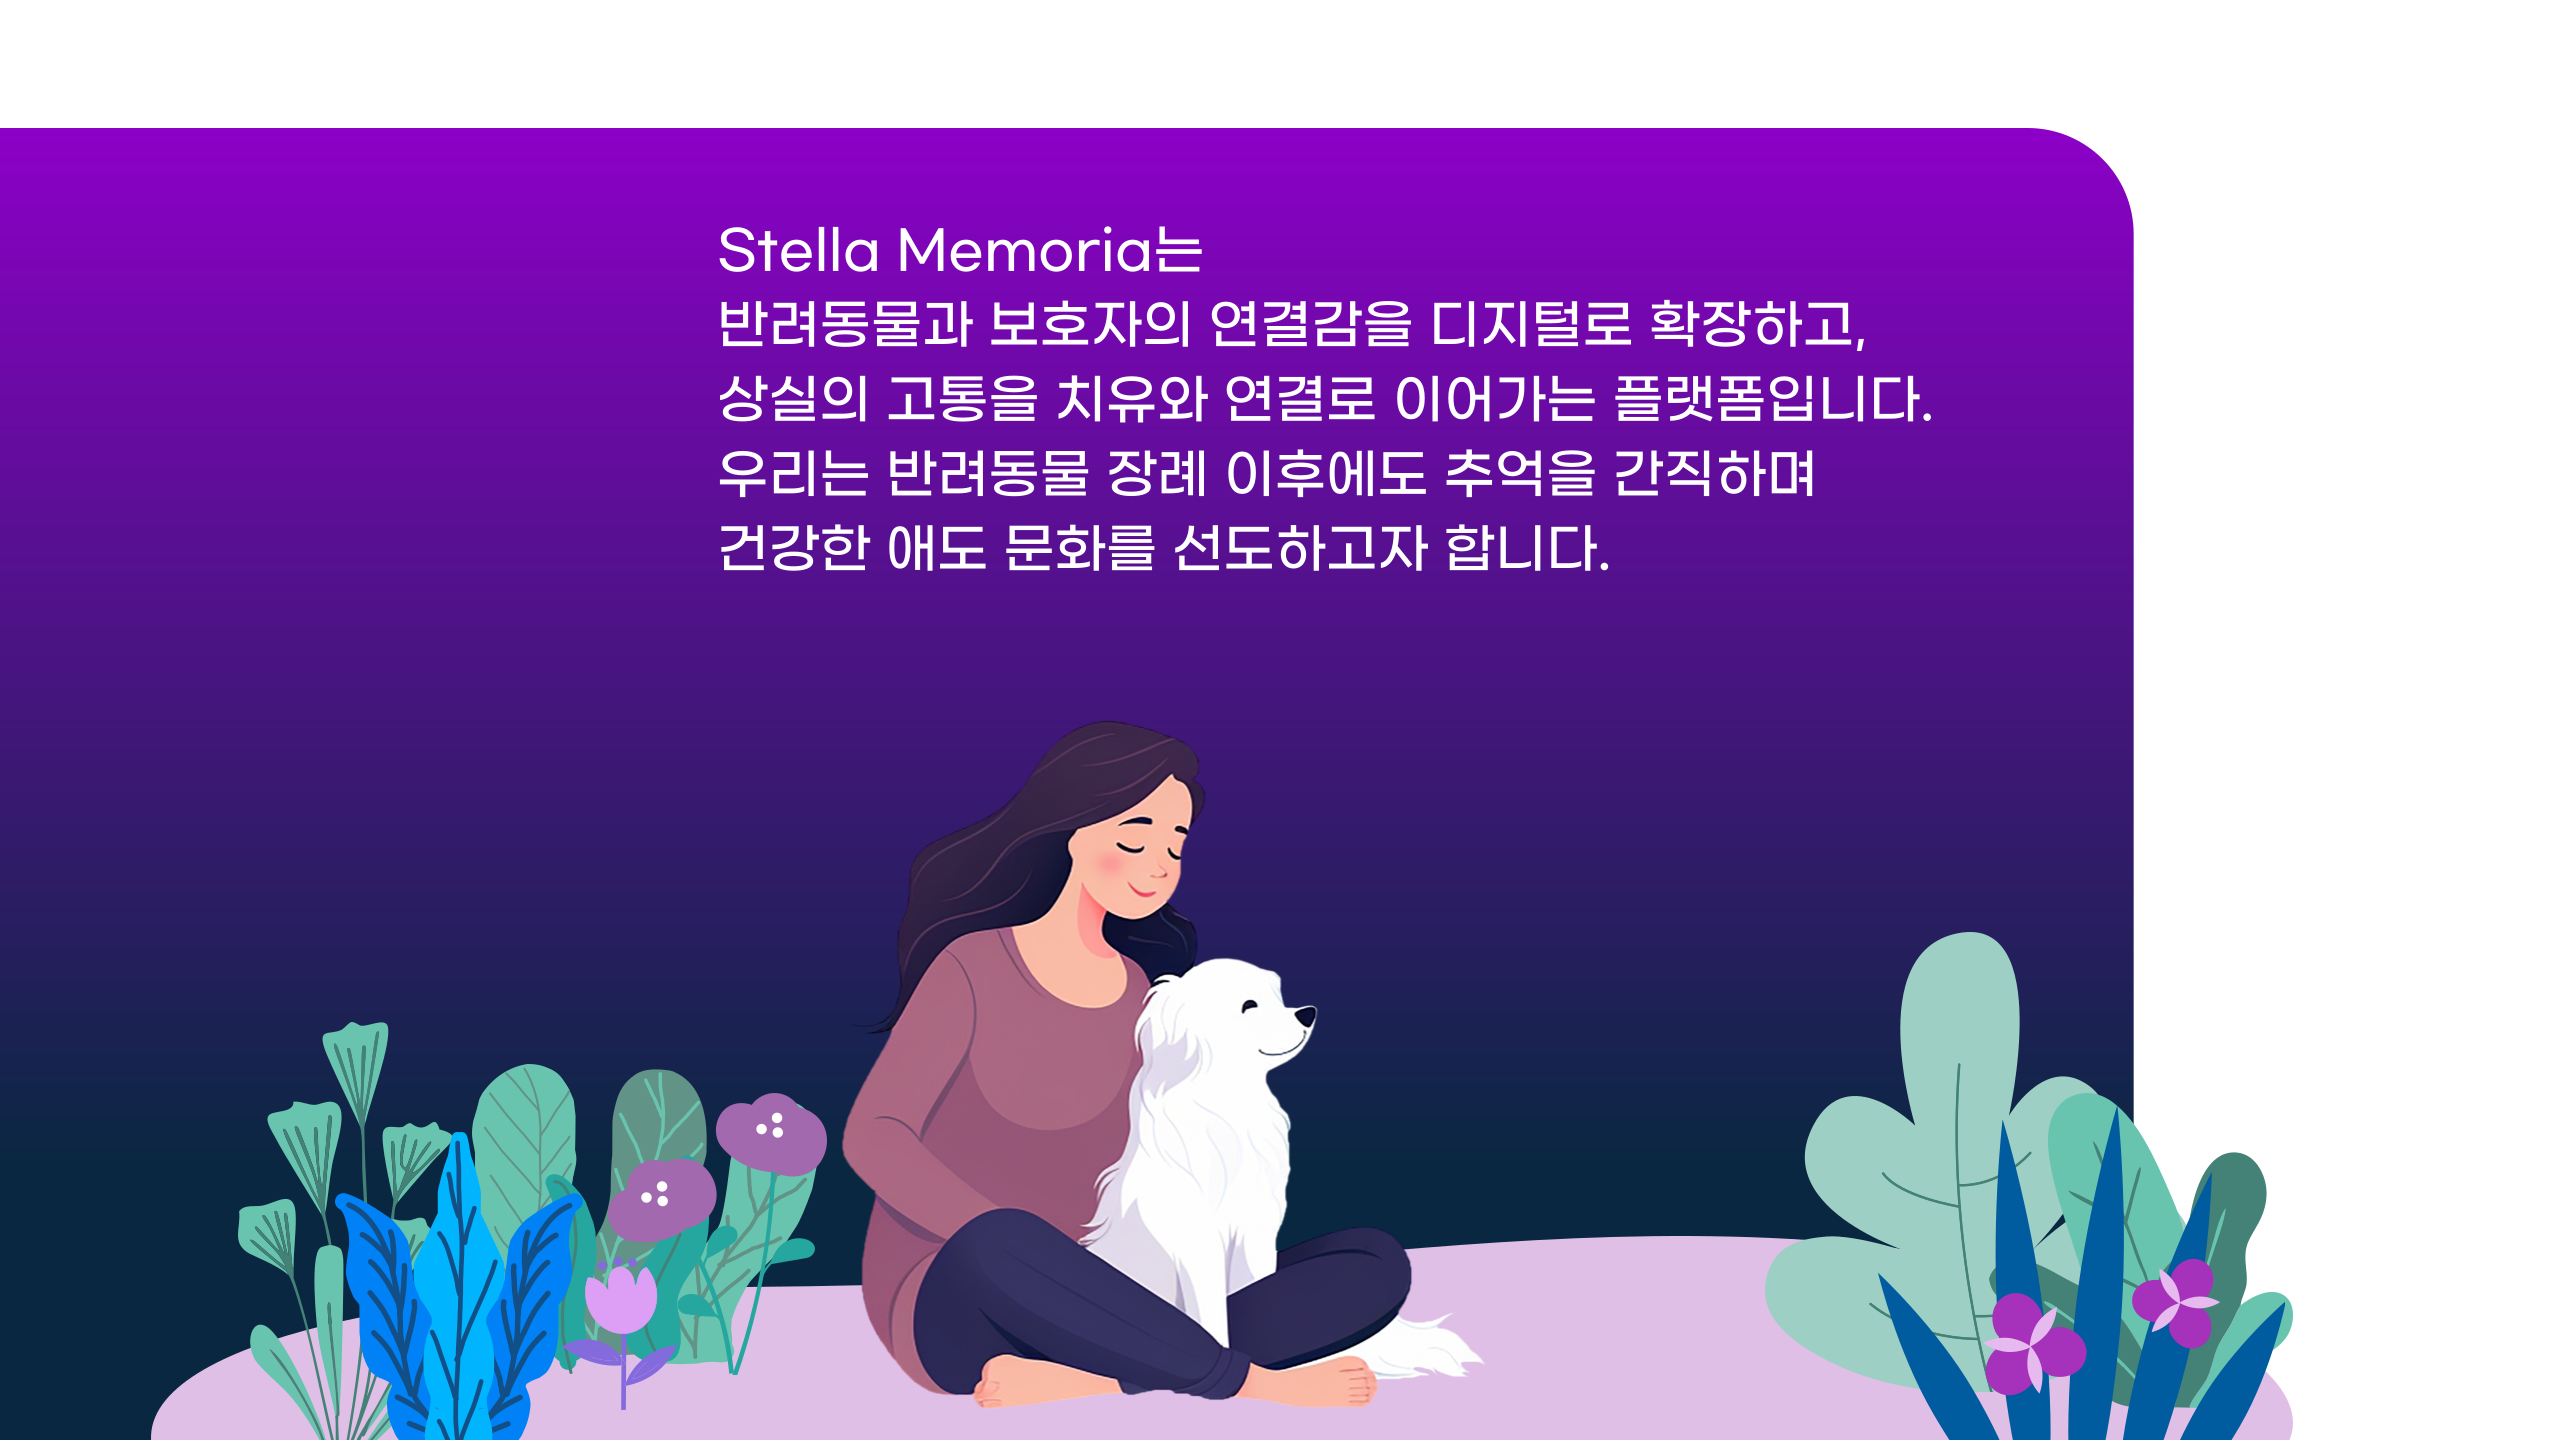 Stella Memoria는
반려동물과 보호자의 연결감을 디지털로 확장하고,
상실의 고통을 치유와 연결로 이어가는 플랫폼입니다.
우리는 반려동물 장례 이후에도 추억을 간직하며
건강한 애도 문화를 선도하고자 합니다.